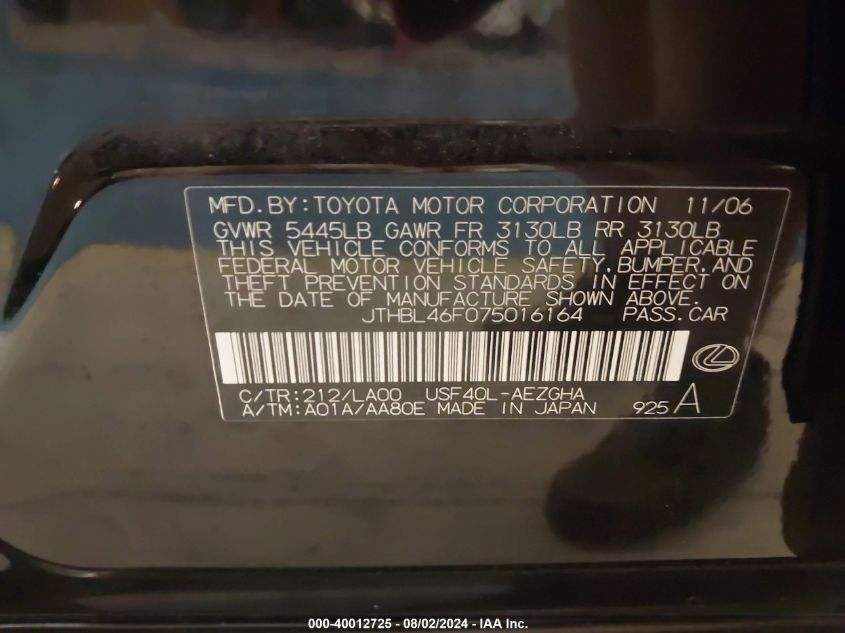 MFD.BY:TOYOTA MOTOR CORPORATION 11/06
GVWR 5445LB GAWR FR 3130LB RR 3130LB
THIS VEHICLE CONFORMS TO ALL APPLICABLE
FEDERAL MOTOR VEHICLE SAFETY,BUMPER,AND
THEFT PREVENTION STANDARDS IN EFFECT ON
THE DATE OF MANUFACTURE SHOWN ABOVE.
JTHBL46F075016164 PASS.CAR
C/TR:212/LA00 USF40L-AEZGHA
A/TM:A01A/AA80E MADE IN JAPAN 925 A
000-40012725 - 08/02/2024 - IAA Inc.